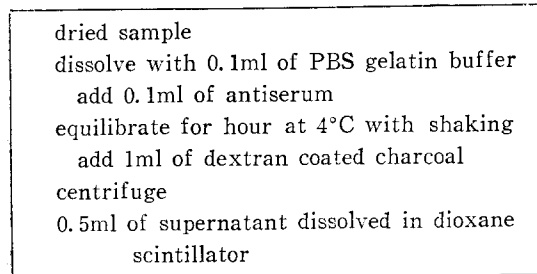 dried sample
dissolve with 0.1ml of PBS gelatin buffer
add 0.1ml of antiserum
equilibrate for hour at 4°C with shaking
add 1ml of dextran coated charcoal
centrifuge
0.5ml of supernatant dissolved in dioxane
scintillator